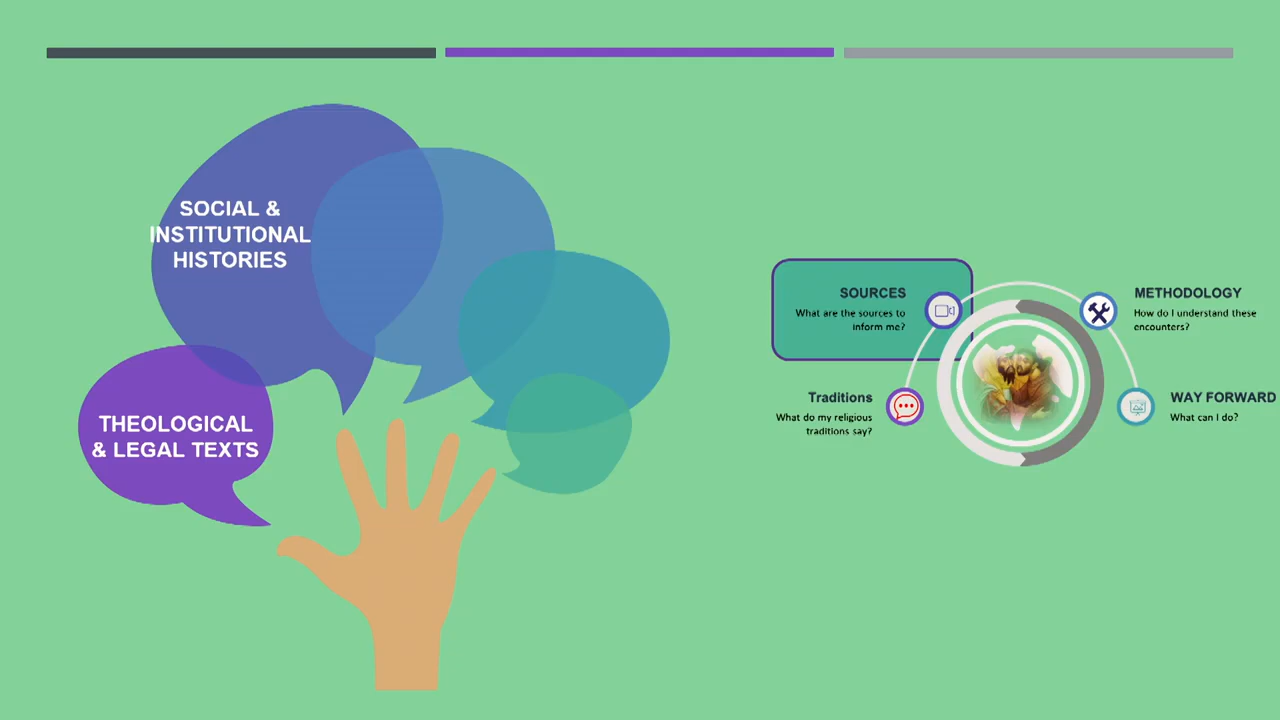 SOCIAL &
INSTITUTIONAL
HISTORIES
THEOLOGICAL
& LEGAL TEXTS
SOURCES
What are the sources to
inform me?
Traditions
What do my religious
traditions say?
METHODOLOGY
How do I understand these
encounters?
WAY FORWARD
What can I do?